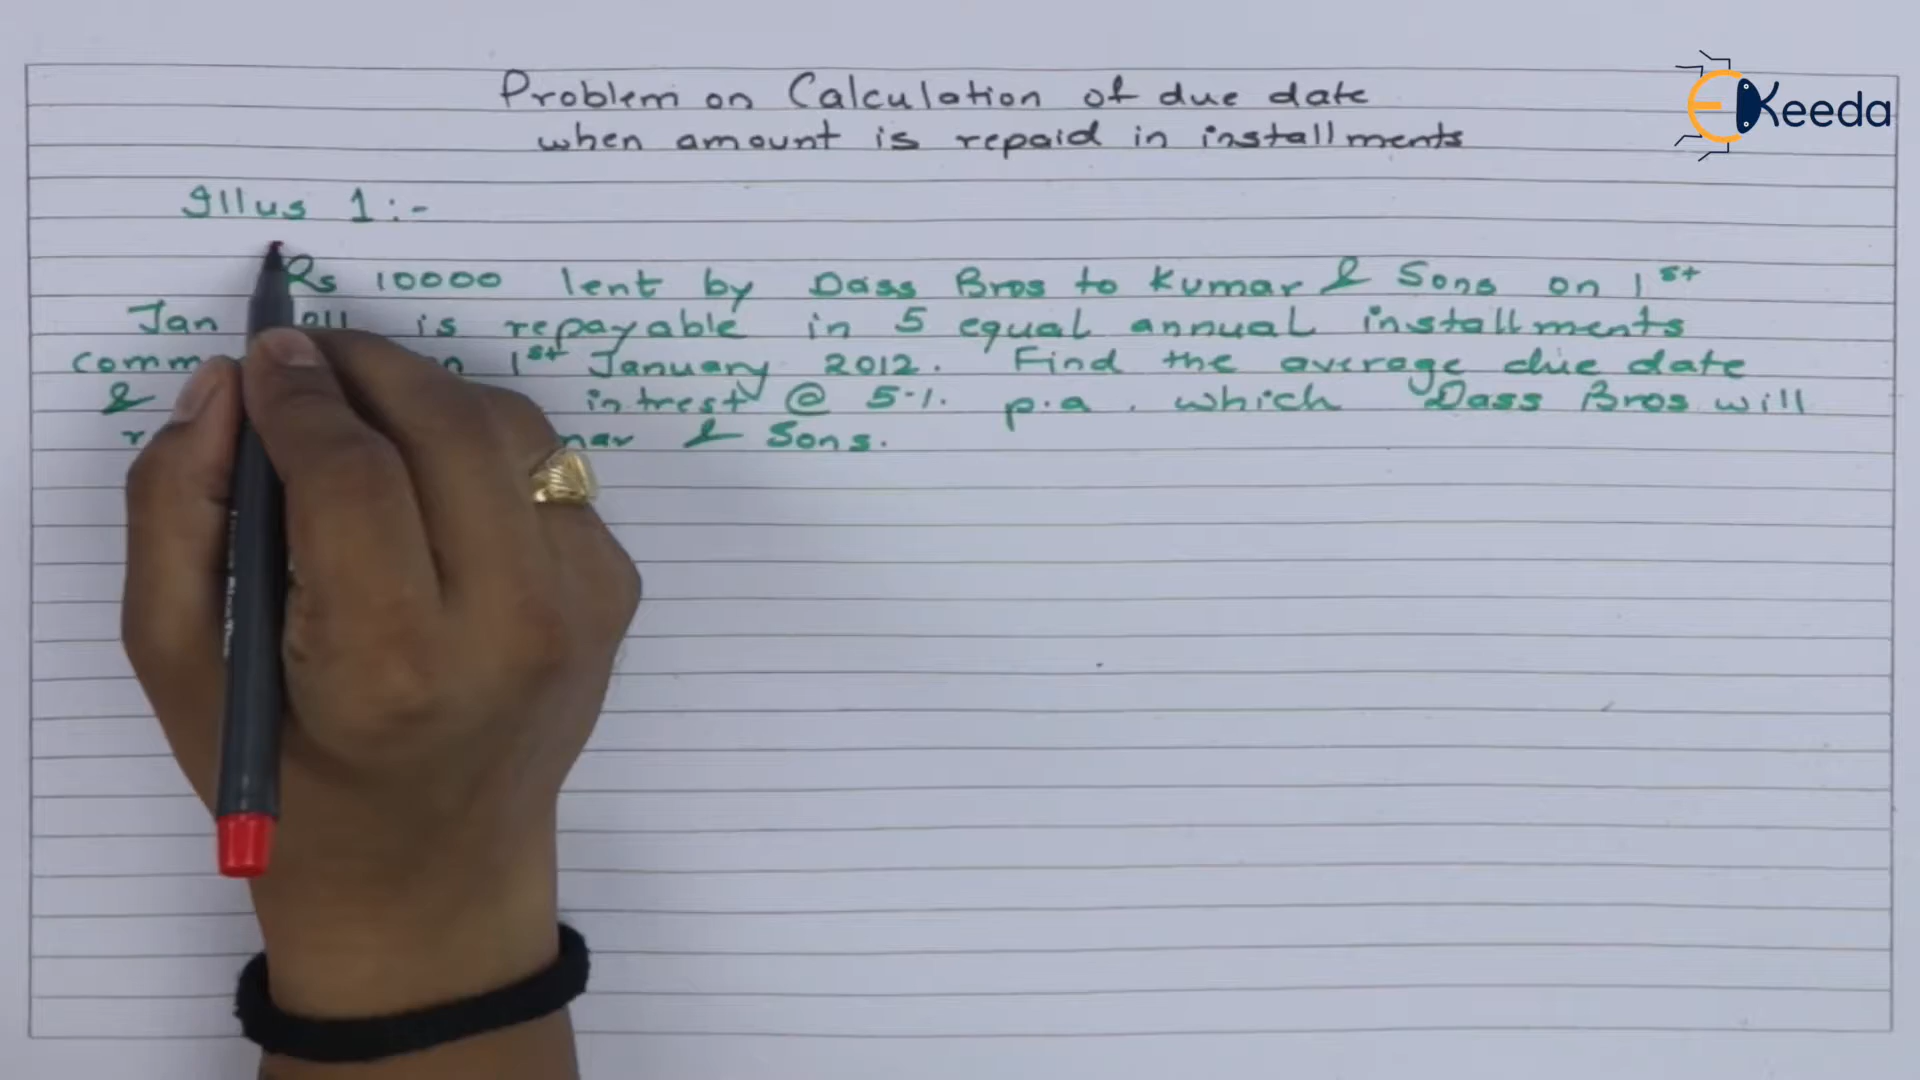 Problem on Calculation of due date
when amount is repaid in installments
EKeeda
Illus 1:-
Rs 10000 lent by Dass Bros to Kumar & Sons on 1st
Jan is repayable in 5 equal annual installments
1st January 2012. Find the average due date
& intrest @ 5%. p.a. which Dass Bros will
& Sons.